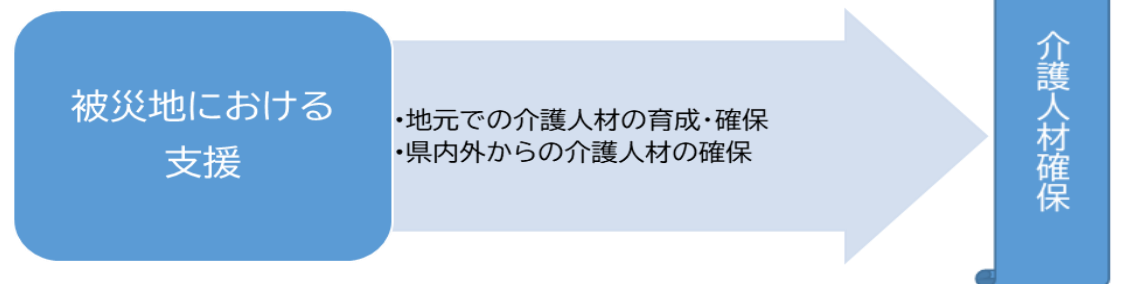 被災地における
支援
・地元での介護人材の育成・確保
・県内外からの介護人材の確保
介護人材確保